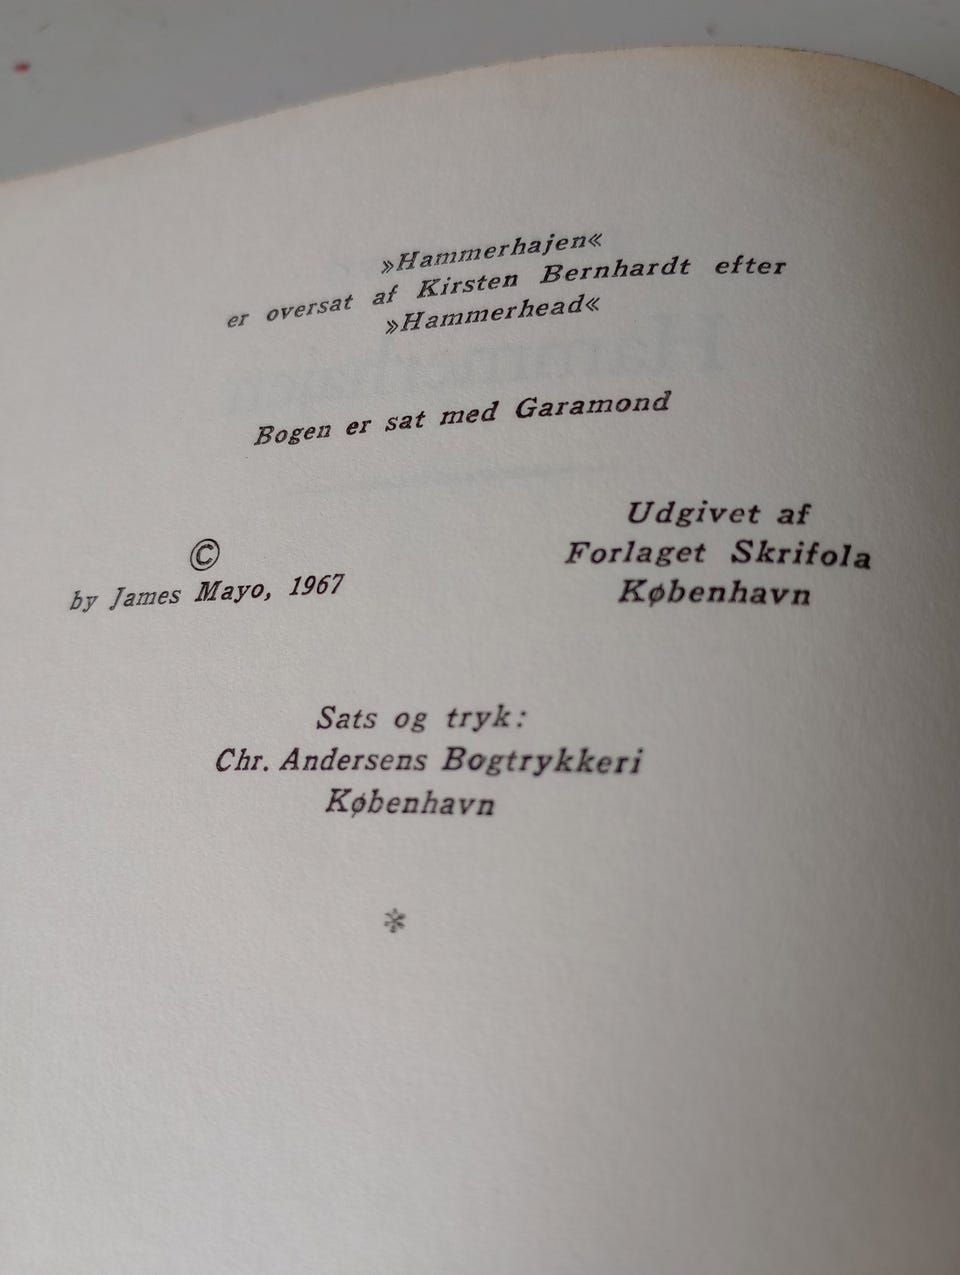 »Hammerhajen«
er oversat af Kirsten Bernhardt efter
»Hammerhead«
Bogen er sat med Garamond
©
by James Mayo, 1967
Udgivet af
Forlaget Skrifola
København
Sats og tryk:
Chr. Andersens Bogtrykkeri
København
*